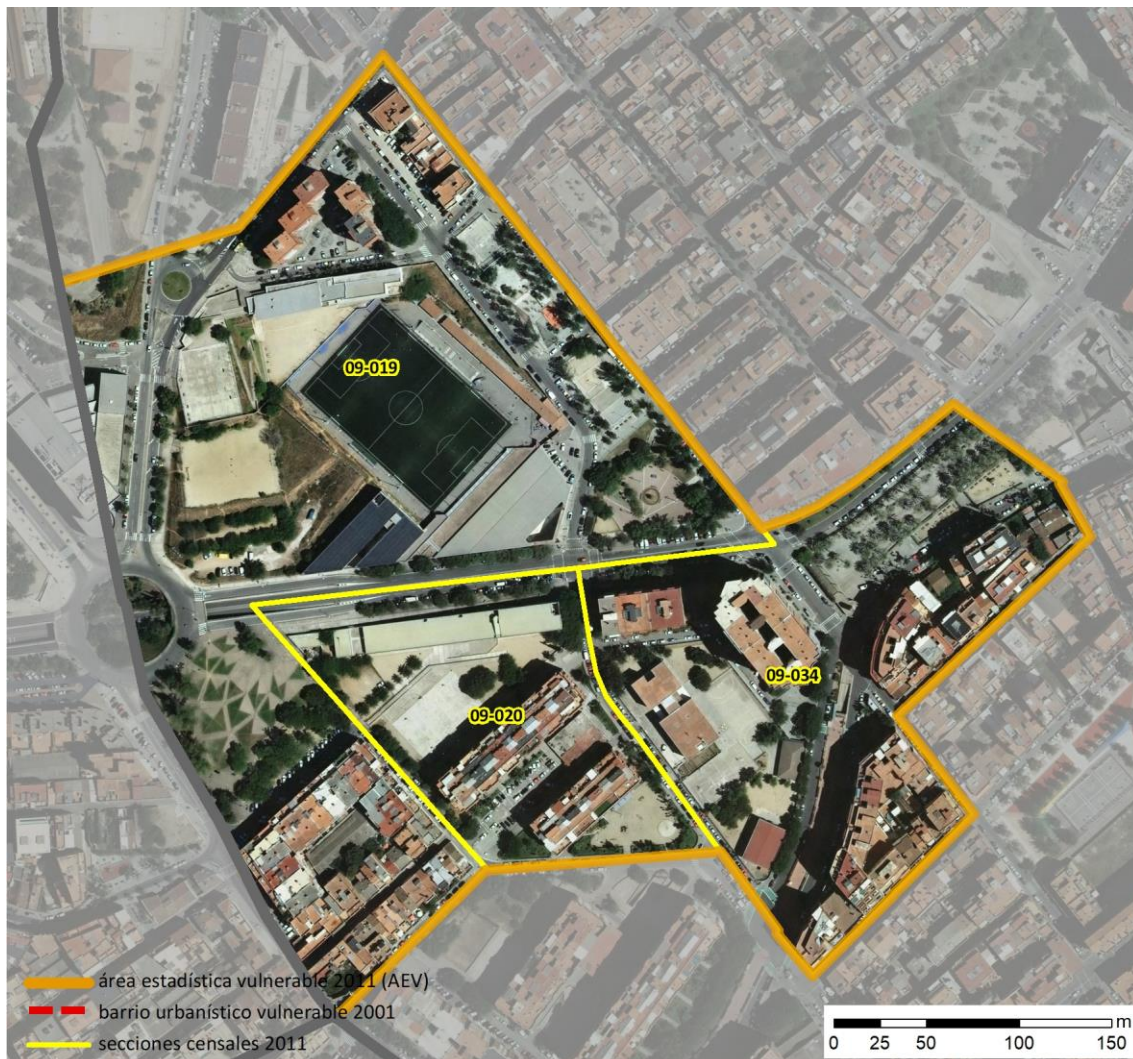 09-019
09-034
09-020
área estadística vulnerable 2011 (AEV)
barrio urbanístico vulnerable 2001
secciones censales 2011
m
0 25 50 100 150